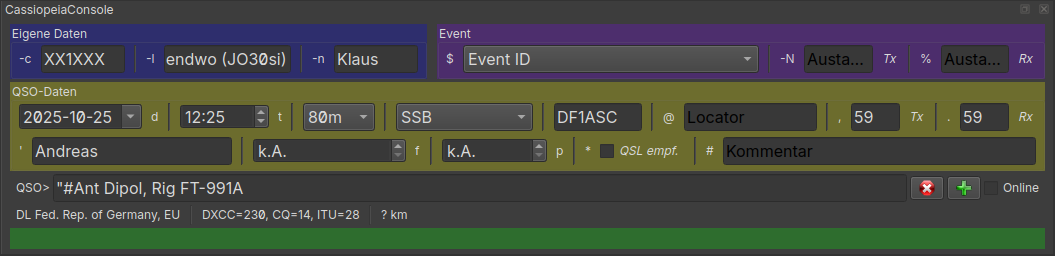 CassiopeiaConsole
Eigene Daten Event
-c XX1XXX -l endwo (JO30si) -n Klaus $ Event ID -N Austa... Tx % Austa... Rx
QSO-Daten
2025-10-25 d 12:25 t 80m SSB DF1ASC @ Locator , 59 Tx . 59 Rx
' Andreas k.A. f k.A. p * QSL empf. # Kommentar
QSO> "#Ant Dipol, Rig FT-991A Online
DL Fed. Rep. of Germany, EU DXCC=230, CQ=14, ITU=28 ? km